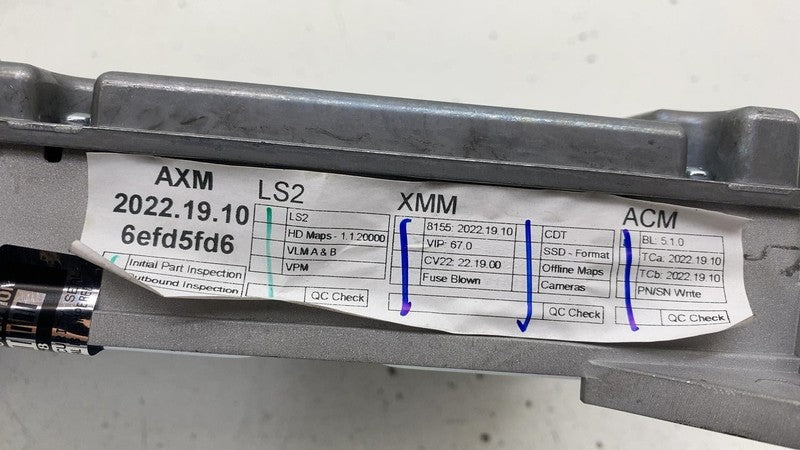 AXM
2022.19.10
6efd5fd6
Initial Part Inspection
Outbound Inspection
LS2
LS2
HD Maps - 1.1.20000
VLM A & B
VPM
QC Check
XMM
8155: 2022.19.10
VIP: 67.0
CV22: 22.19.00
Fuse Blown
CDT
SSD - Format
Offline Maps
Cameras
QC Check
ACM
BL: 5.1.0
TCa: 2022.19.10
TCb: 2022.19.10
PN/SN Write
QC Check